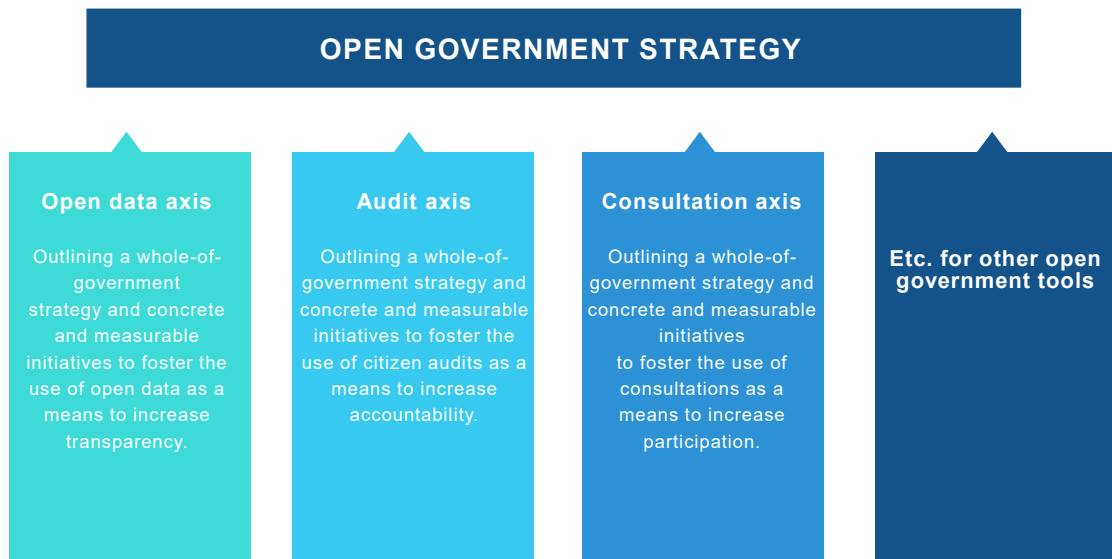 OPEN GOVERNMENT STRATEGY
Open data axis
Outlining a whole-of-
government
strategy and concrete
and measurable
initiatives to foster the
use of open data as a
means to increase
transparency.
Audit axis
Outlining a whole-of-
government strategy and
concrete and measurable
initiatives to foster the
use of citizen audits as a
means to increase
accountability.
Consultation axis
Outlining a whole-of-
government strategy and
concrete and measurable
initiatives
to foster the use of
consultations as a
means to increase
participation.
Etc. for other open
government tools